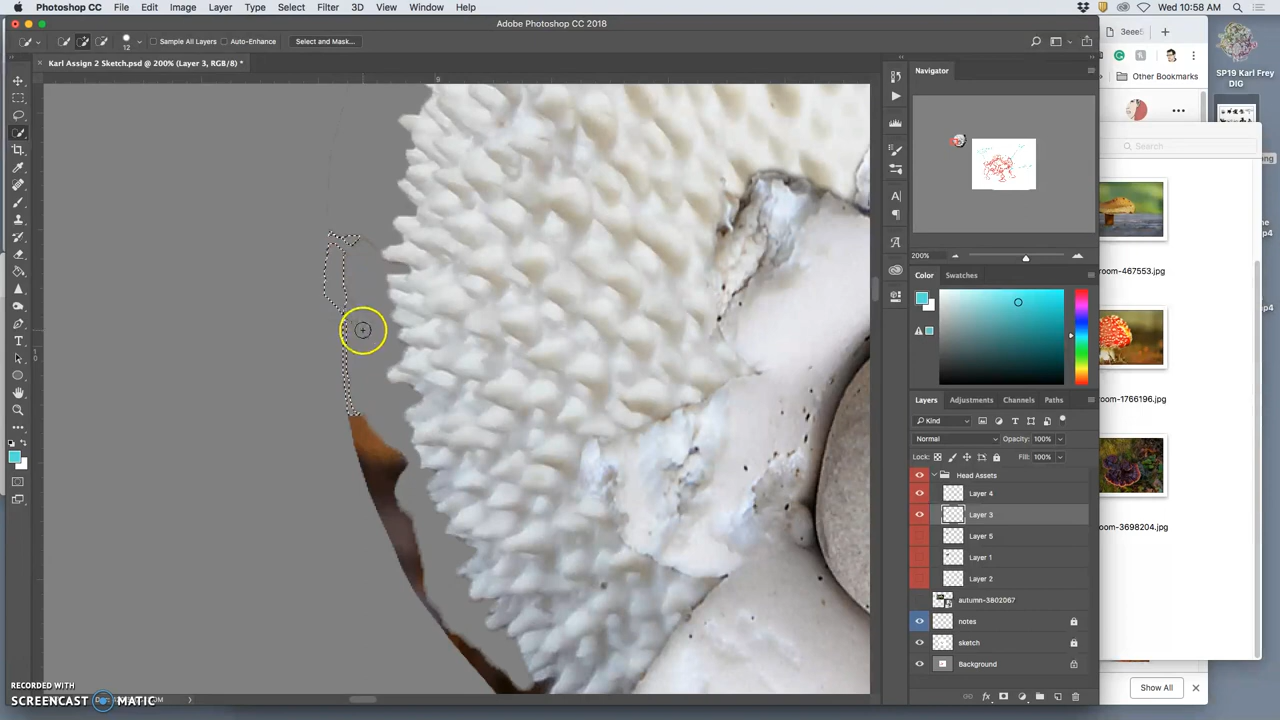 Photoshop CC File Edit Image Layer Type Select Filter 3D View Window Help
Wed 10:58 AM
Adobe Photoshop CC 2018
12 Sample All Layers Auto-Enhance Select and Mask...
Karl Assign 2 Sketch.psd @ 200% (Layer 3, RGB/8) *
9
Navigator
200%
Color Swatches
Layers Adjustments Channels Paths
Kind
Normal Opacity: 100%
Lock: Fill: 100%
Head Assets
Layer 4
Layer 3
Layer 5
Layer 1
Layer 2
autumn-3802067
notes
sketch
Background
Other Bookmarks
Search
room-467553.jpg
room-1766196.jpg
room-3698204.jpg
Show All
SP19 Karl Frey
DIG
RECORDED WITH
SCREENCAST MATIC